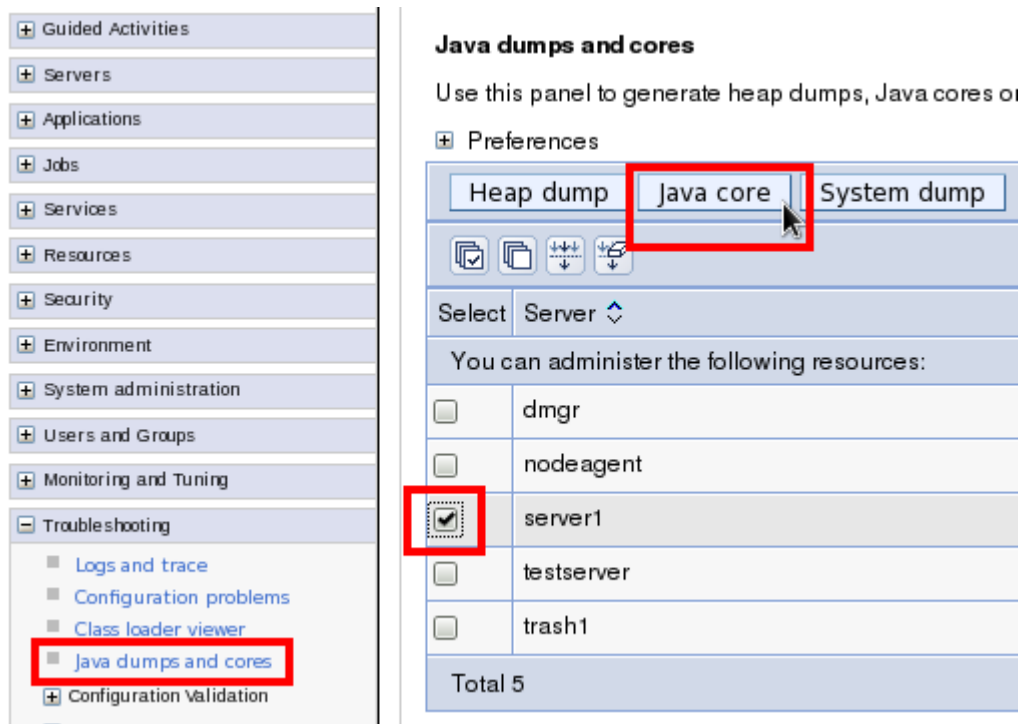 Guided Activities
Servers
Applications
Jobs
Services
Resources
Security
Environment
System administration
Users and Groups
Monitoring and Tuning
Troubleshooting
Logs and trace
Configuration problems
Class loader viewer
Java dumps and cores
Configuration Validation
Java dumps and cores
Use this panel to generate heap dumps, Java cores or
Preferences
Heap dump Java core System dump
Select Server
You can administer the following resources:
dmgr
nodeagent
server1
testserver
trash1
Total 5